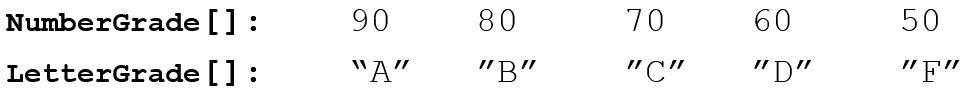 NumberGrade[]: 90 80 70 60 50
LetterGrade[]: “A” ”B” ”C” ”D” ”F”